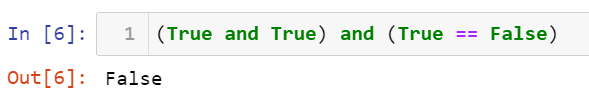 In [6]: 1 (True and True) and (True == False)
Out[6]: False